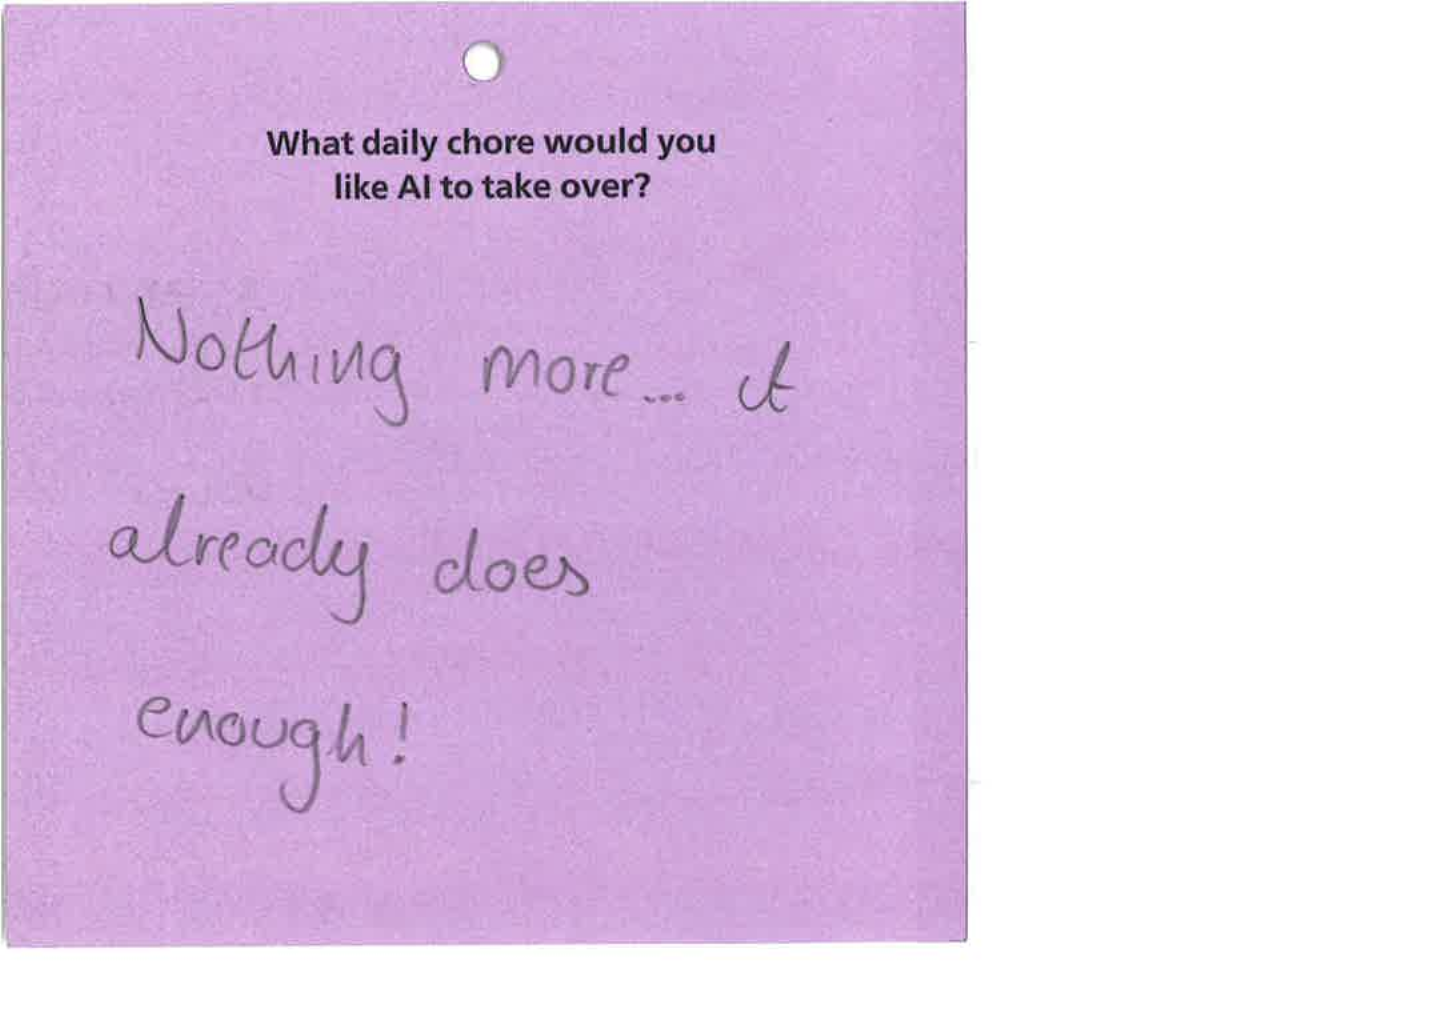 What daily chore would you
like AI to take over?
Nothing more... it
already does
enough!